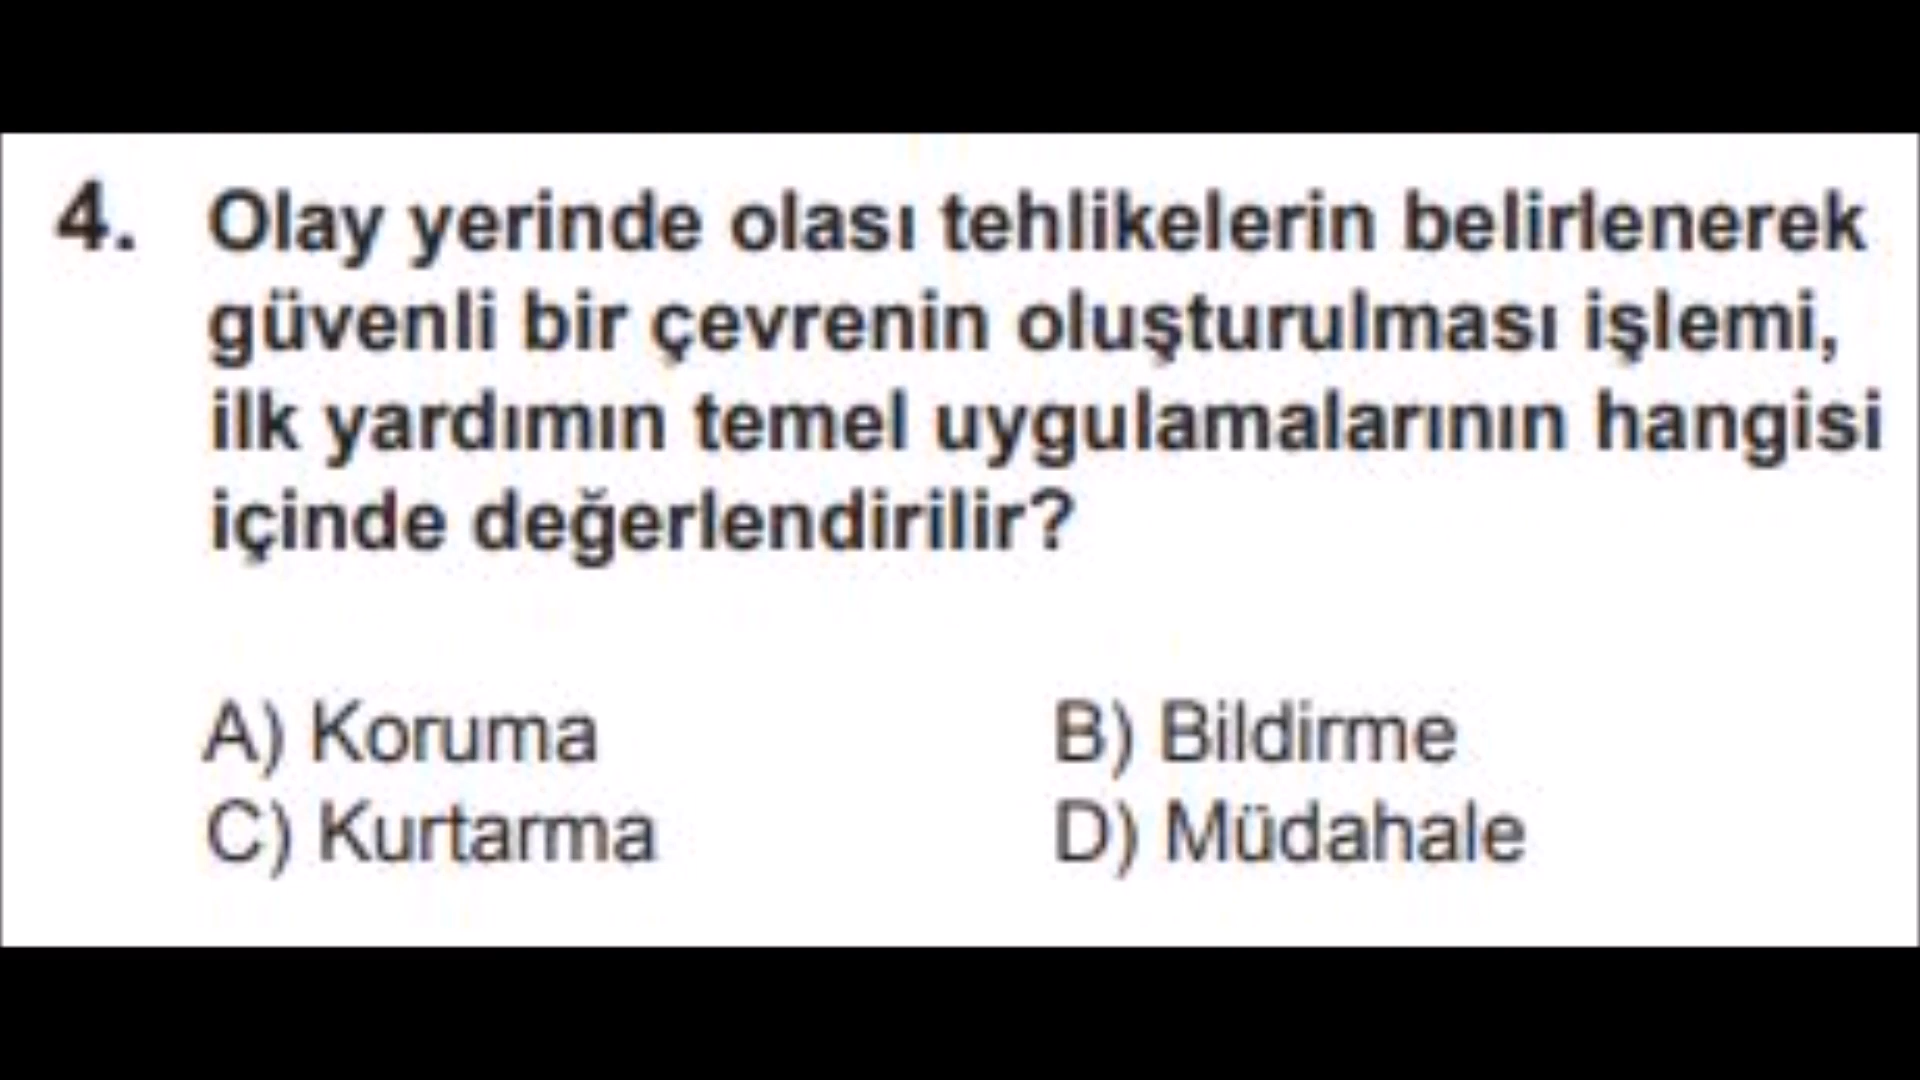 4. Olay yerinde olası tehlikelerin belirlenerek
güvenli bir çevrenin oluşturulması işlemi,
ilk yardımın temel uygulamalarının hangisi
içinde değerlendirilir?
A) Koruma B) Bildirme
C) Kurtarma D) Müdahale